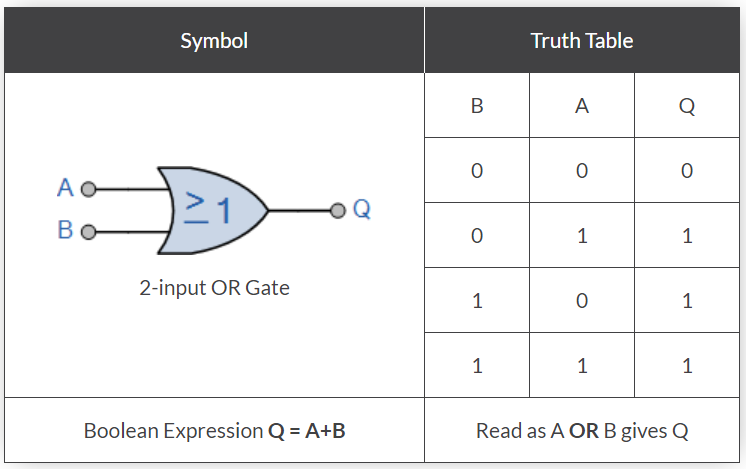 Symbol
Truth Table
B A Q
0 0 0
0 1 1
1 0 1
1 1 1
A
B
≥1
Q
2-input OR Gate
Boolean Expression Q = A+B
Read as A OR B gives Q